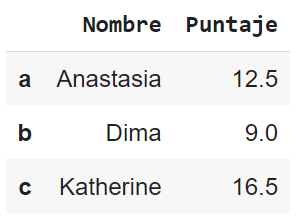 Nombre Puntaje
a Anastasia 12.5
b Dima 9.0
c Katherine 16.5